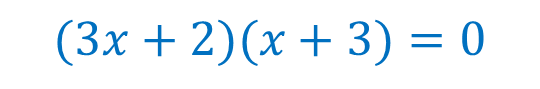 (3x + 2)(x + 3) = 0